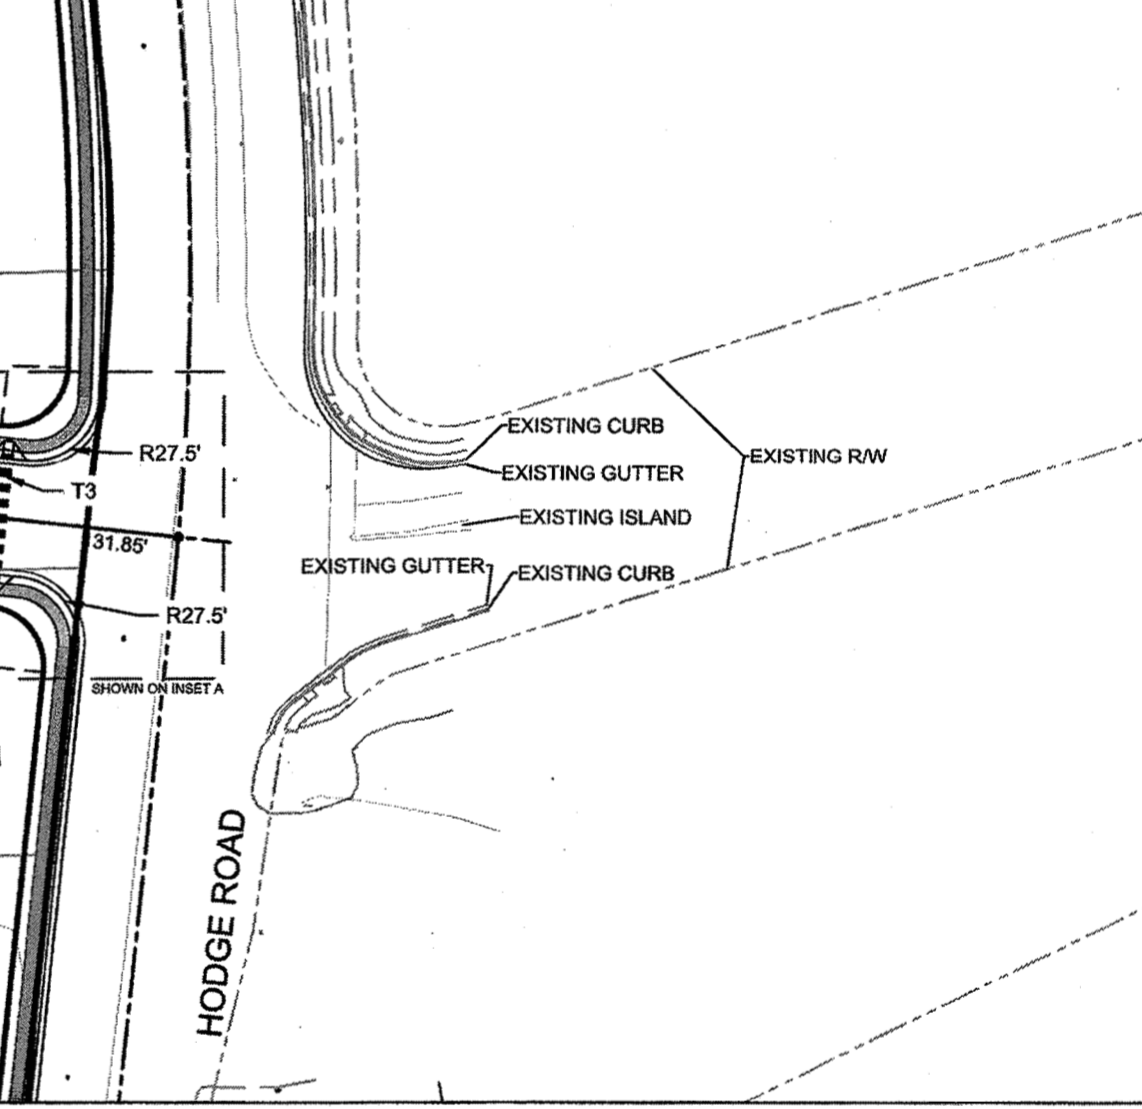 EXISTING CURB
R27.5'
EXISTING R/W
EXISTING GUTTER
T3
EXISTING ISLAND
31.85'
EXISTING GUTTER
EXISTING CURB
R27.5'
SHOWN ON INSET A
HODGE ROAD